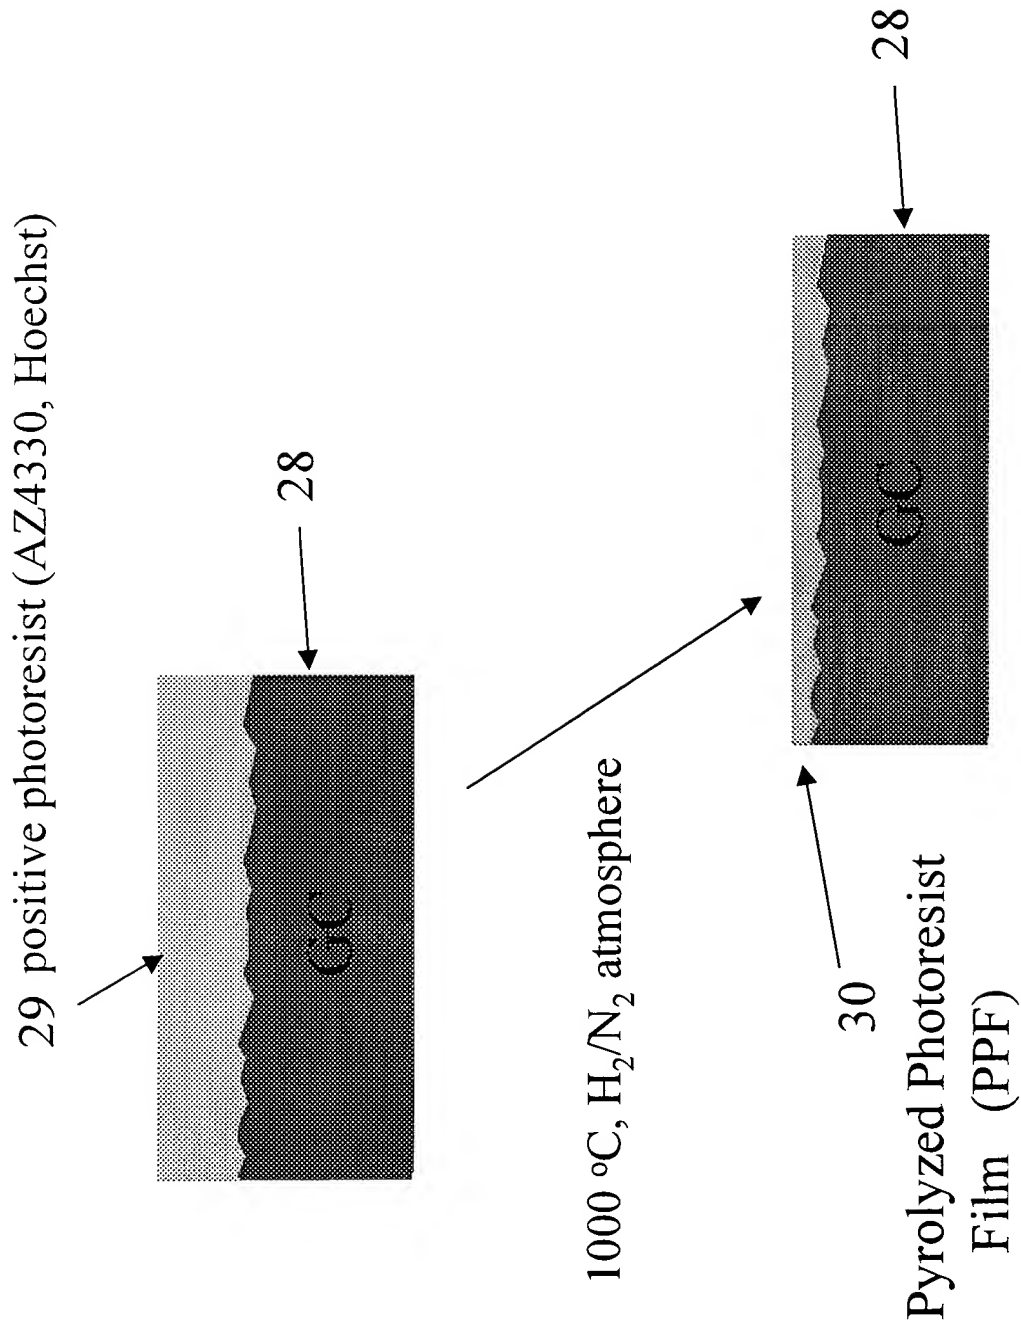 29 positive photoresist (AZ4330, Hoechst)
GC
28
1000 °C, H₂/N₂ atmosphere
GC
28
30
Pyrolyzed Photoresist
Film (PPF)